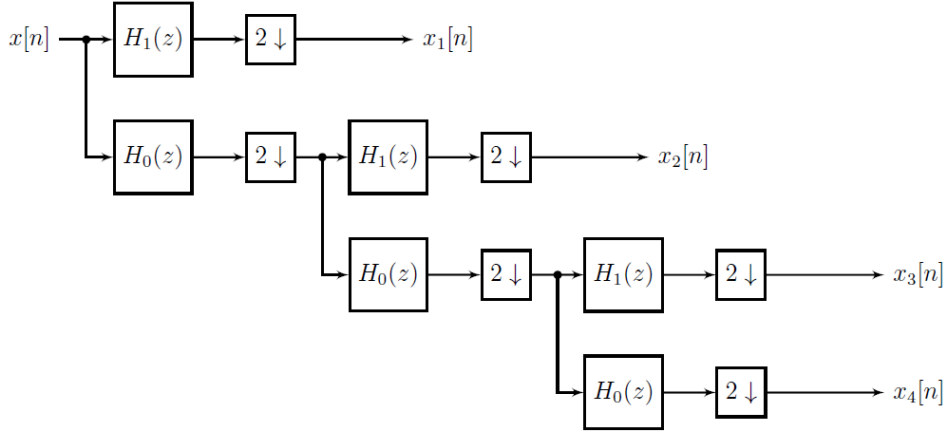 x[n] H₁(z) 2 ↓ x₁[n]
H₀(z) 2 ↓ H₁(z) 2 ↓ x₂[n]
H₀(z) 2 ↓ H₁(z) 2 ↓ x₃[n]
H₀(z) 2 ↓ x₄[n]